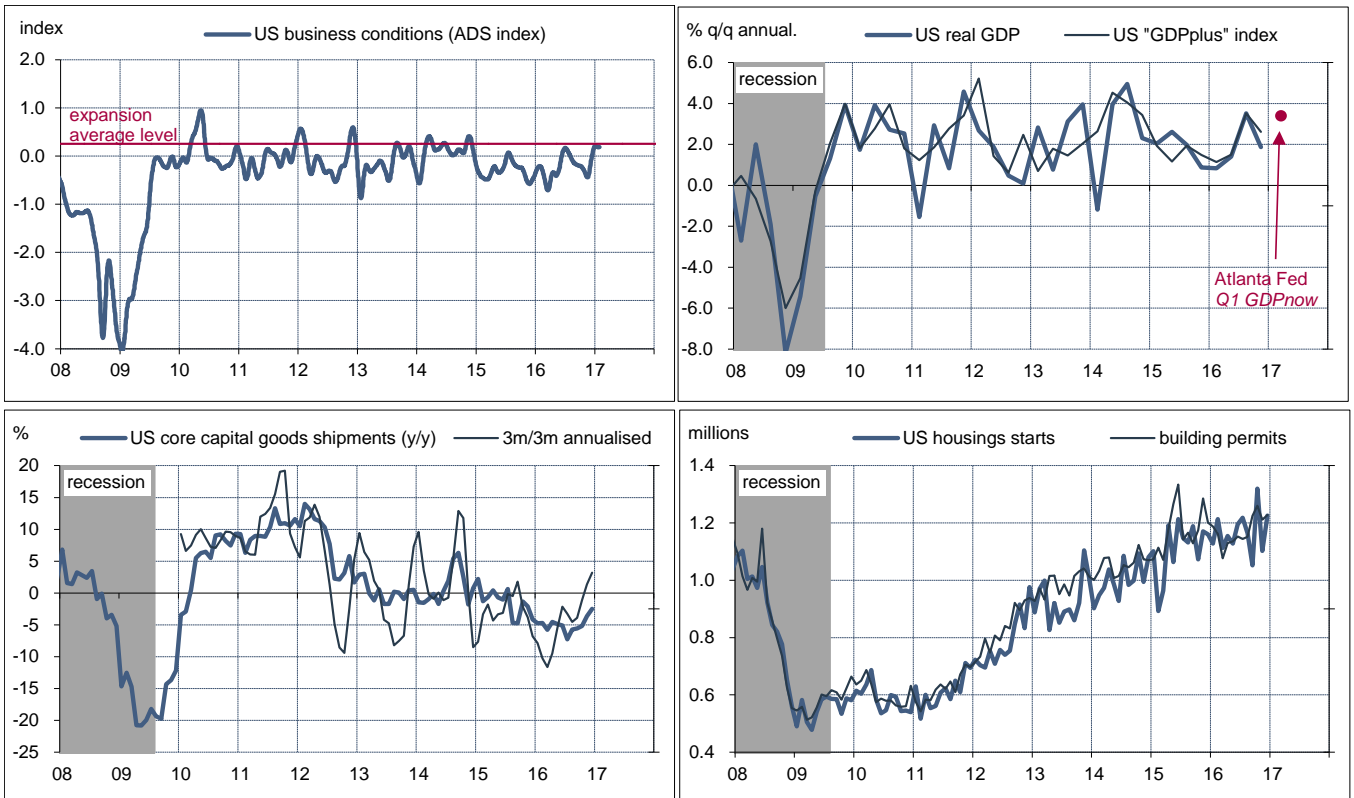 index
US business conditions (ADS index)
2.0
1.0
0.0
-1.0
-2.0
-3.0
-4.0
expansion
average level
08 09 10 11 12 13 14 15 16 17
% q/q annual.
US real GDP
US "GDPplus" index
6.0
4.0
2.0
0.0
-2.0
-4.0
-6.0
-8.0
recession
Atlanta Fed
Q1 GDPnow
08 09 10 11 12 13 14 15 16 17
%
US core capital goods shipments (y/y)
3m/3m annualised
20
15
10
5
0
-5
-10
-15
-20
-25
recession
08 09 10 11 12 13 14 15 16 17
millions
US housings starts
building permits
1.4
1.2
1.0
0.8
0.6
0.4
recession
08 09 10 11 12 13 14 15 16 17